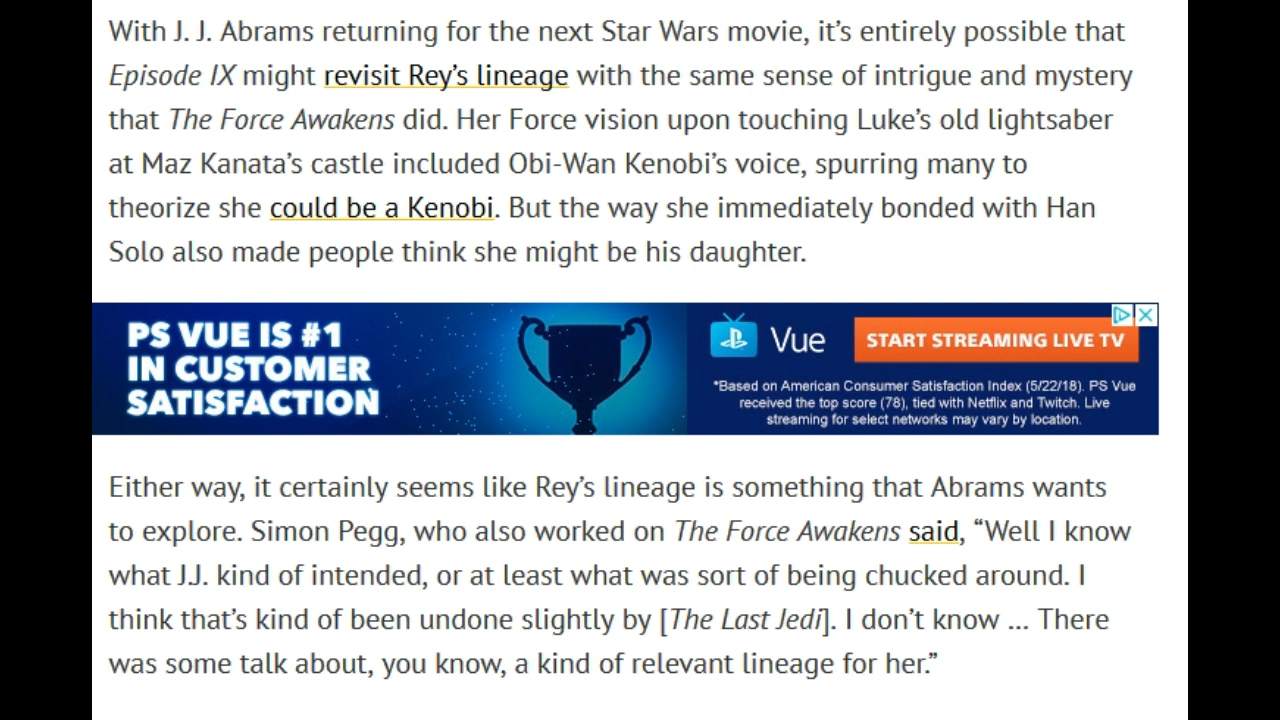 With J. J. Abrams returning for the next Star Wars movie, it’s entirely possible that
Episode IX might revisit Rey’s lineage with the same sense of intrigue and mystery
that The Force Awakens did. Her Force vision upon touching Luke’s old lightsaber
at Maz Kanata’s castle included Obi-Wan Kenobi’s voice, spurring many to
theorize she could be a Kenobi. But the way she immediately bonded with Han
Solo also made people think she might be his daughter.
PS VUE IS #1
IN CUSTOMER
SATISFACTION
Vue
START STREAMING LIVE TV
*Based on American Consumer Satisfaction Index (5/22/18). PS Vue
received the top score (78), tied with Netflix and Twitch. Live
streaming for select networks may vary by location.
Either way, it certainly seems like Rey’s lineage is something that Abrams wants
to explore. Simon Pegg, who also worked on The Force Awakens said, “Well I know
what J.J. kind of intended, or at least what was sort of being chucked around. I
think that’s kind of been undone slightly by [The Last Jedi]. I don’t know … There
was some talk about, you know, a kind of relevant lineage for her.”